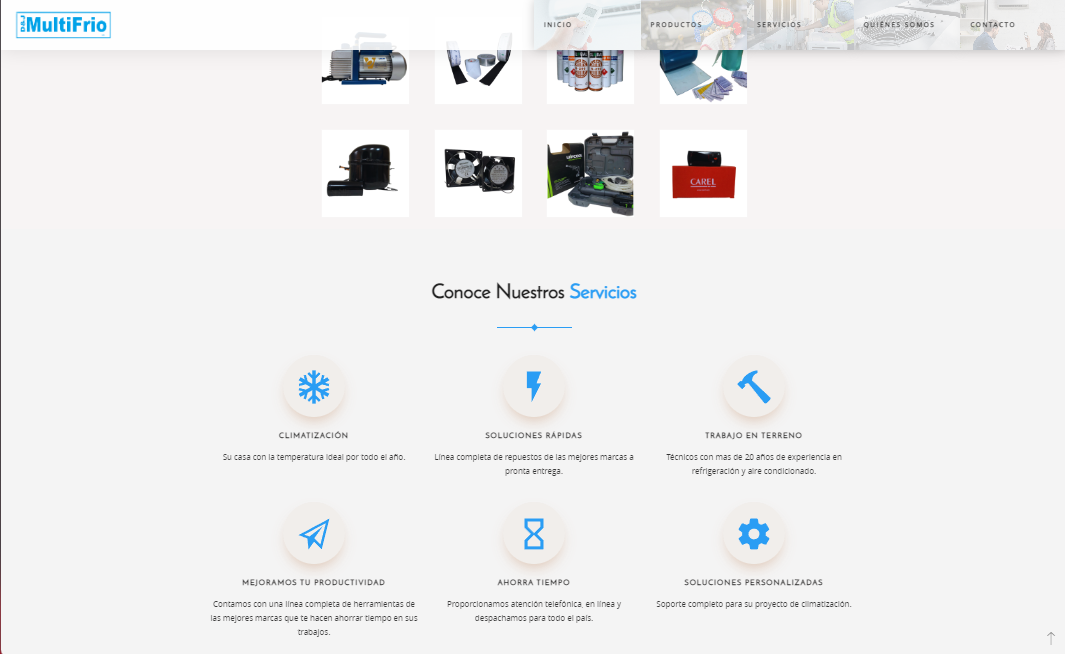 D&J MultiFrio
INICIO
PRODUCTOS
SERVICIOS
QUIÉNES SOMOS
CONTACTO
CAREL
Conoce Nuestros Servicios
CLIMATIZACIÓN
Su casa con la temperatura ideal por todo el año.
SOLUCIONES RÁPIDAS
Línea completa de repuestos de las mejores marcas a
pronta entrega.
TRABAJO EN TERRENO
Técnicos con mas de 20 años de experiencia en
refrigeración y aire condicionado.
MEJORAMOS TU PRODUCTIVIDAD
Contamos con una línea completa de herramientas de
las mejores marcas que te hacen ahorrar tiempo en sus
trabajos.
AHORRA TIEMPO
Proporcionamos atención telefónica, en línea y
despachamos para todo el país.
SOLUCIONES PERSONALIZADAS
Soporte completo para su proyecto de climatización.